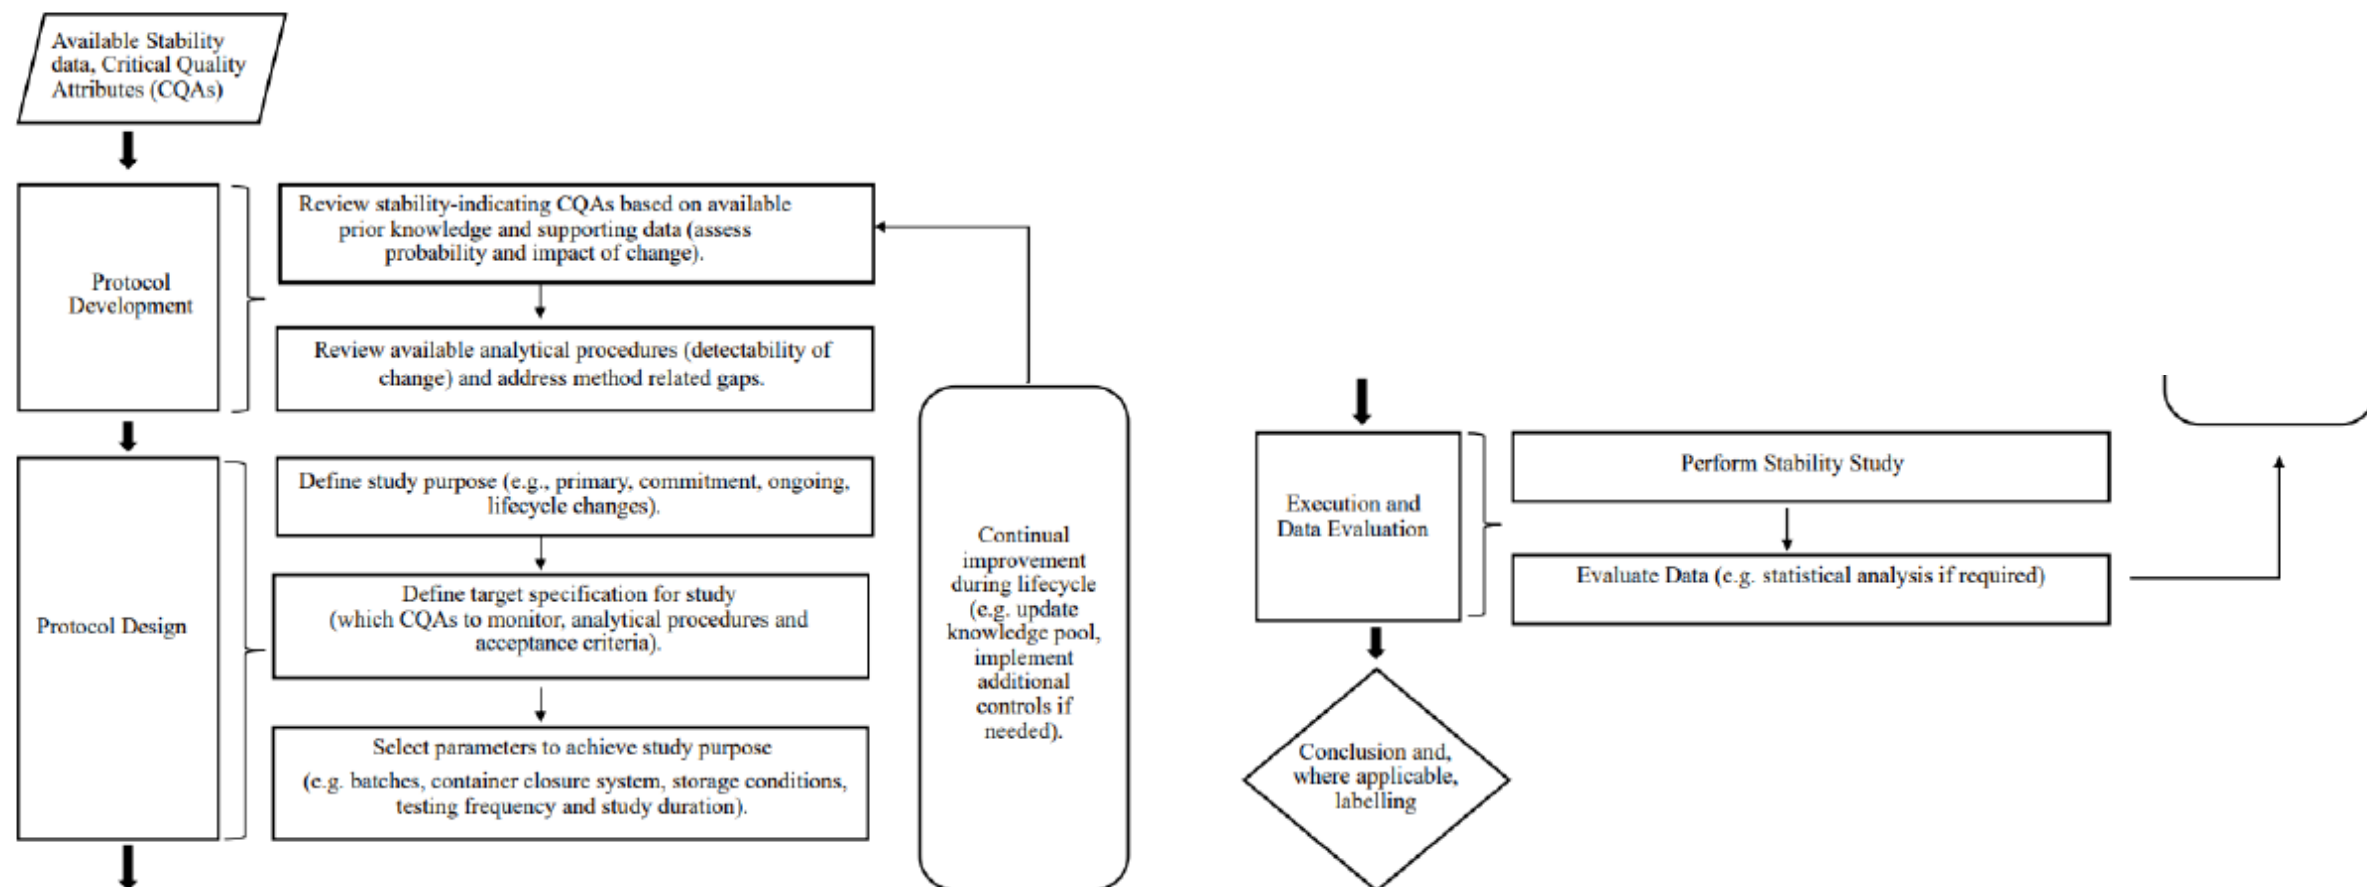 Available Stability
data, Critical Quality
Attributes (CQAs)
Protocol
Development
Review stability-indicating CQAs based on available
prior knowledge and supporting data (assess
probability and impact of change).
Review available analytical procedures (detectability of
change) and address method related gaps.
Protocol Design
Define study purpose (e.g., primary, commitment, ongoing,
lifecycle changes).
Define target specification for study
(which CQAs to monitor, analytical procedures and
acceptance criteria).
Select parameters to achieve study purpose
(e.g. batches, container closure system, storage conditions,
testing frequency and study duration).
Continual
improvement
during lifecycle
(e.g. update
knowledge pool,
implement
additional
controls if
needed).
Execution and
Data Evaluation
Perform Stability Study
Evaluate Data (e.g. statistical analysis if required)
Conclusion and,
where applicable,
labelling